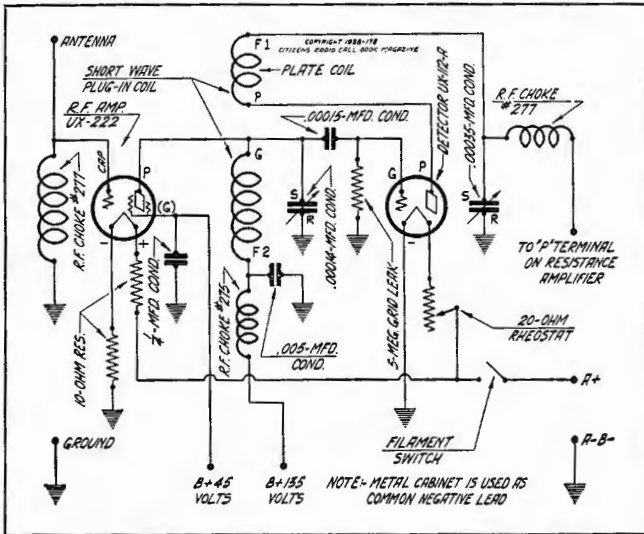 ANTENNA
SHORT WAVE
PLUG-IN COIL
R.F. AMP.
UX-222
CAP
P
(G)
-
+
R.F. CHOKE #277
10-OHM RES.
½-MFD. COND.
GROUND
F1
COPYRIGHT 1928-178
CITIZENS RADIO CALL BOOK MAGAZINE
PLATE COIL
P
.00015-MFD. COND.
G
F2
S
R
.00014-MFD. COND.
R.F. CHOKE #275
.005-MFD.
COND.
5-MEG. GRID LEAK
G
P
-
DETECTOR UX-112-A
S
R
.00035-MFD. COND.
R.F. CHOKE
#277
TO "P" TERMINAL
ON RESISTANCE
AMPLIFIER
20-OHM
RHEOSTAT
A+
FILAMENT
SWITCH
A-B-
B+45
VOLTS
B+135
VOLTS
NOTE:- METAL CABINET IS USED AS
COMMON NEGATIVE LEAD